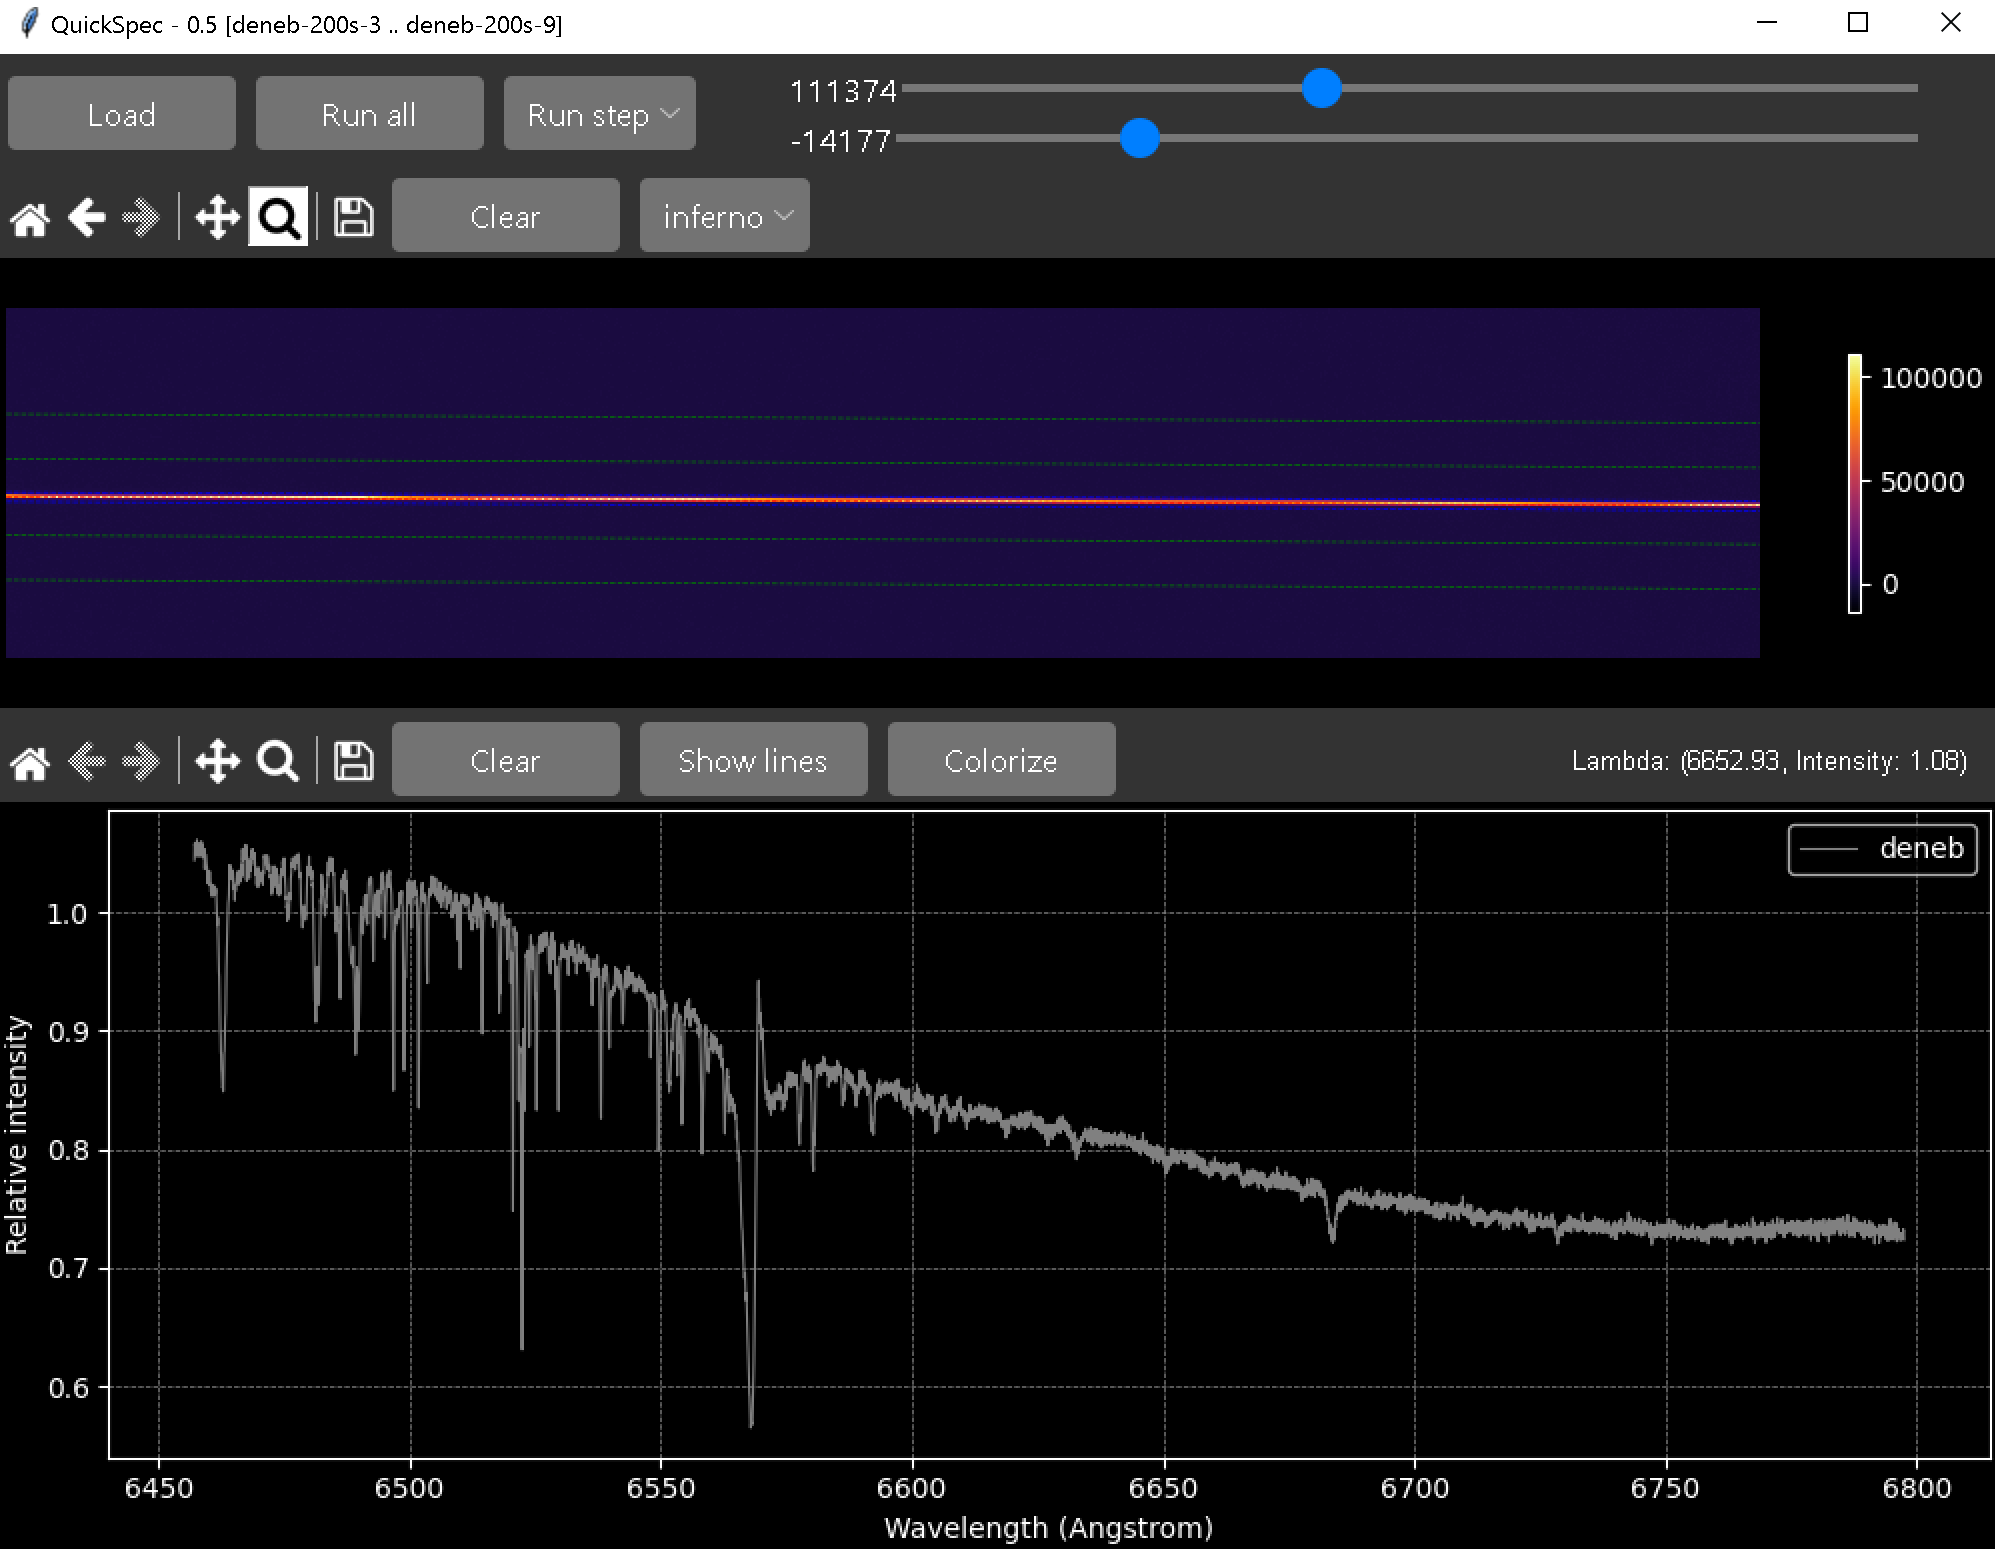 QuickSpec - 0.5 [deneb-200s-3 .. deneb-200s-9]
Load
Run all
Run step
111374
-14177
Clear
inferno
100000
50000
0
Clear
Show lines
Colorize
Lambda: (6652.93, Intensity: 1.08)
deneb
1.0
0.9
0.8
0.7
0.6
Relative intensity
6450 6500 6550 6600 6650 6700 6750 6800
Wavelength (Angstrom)